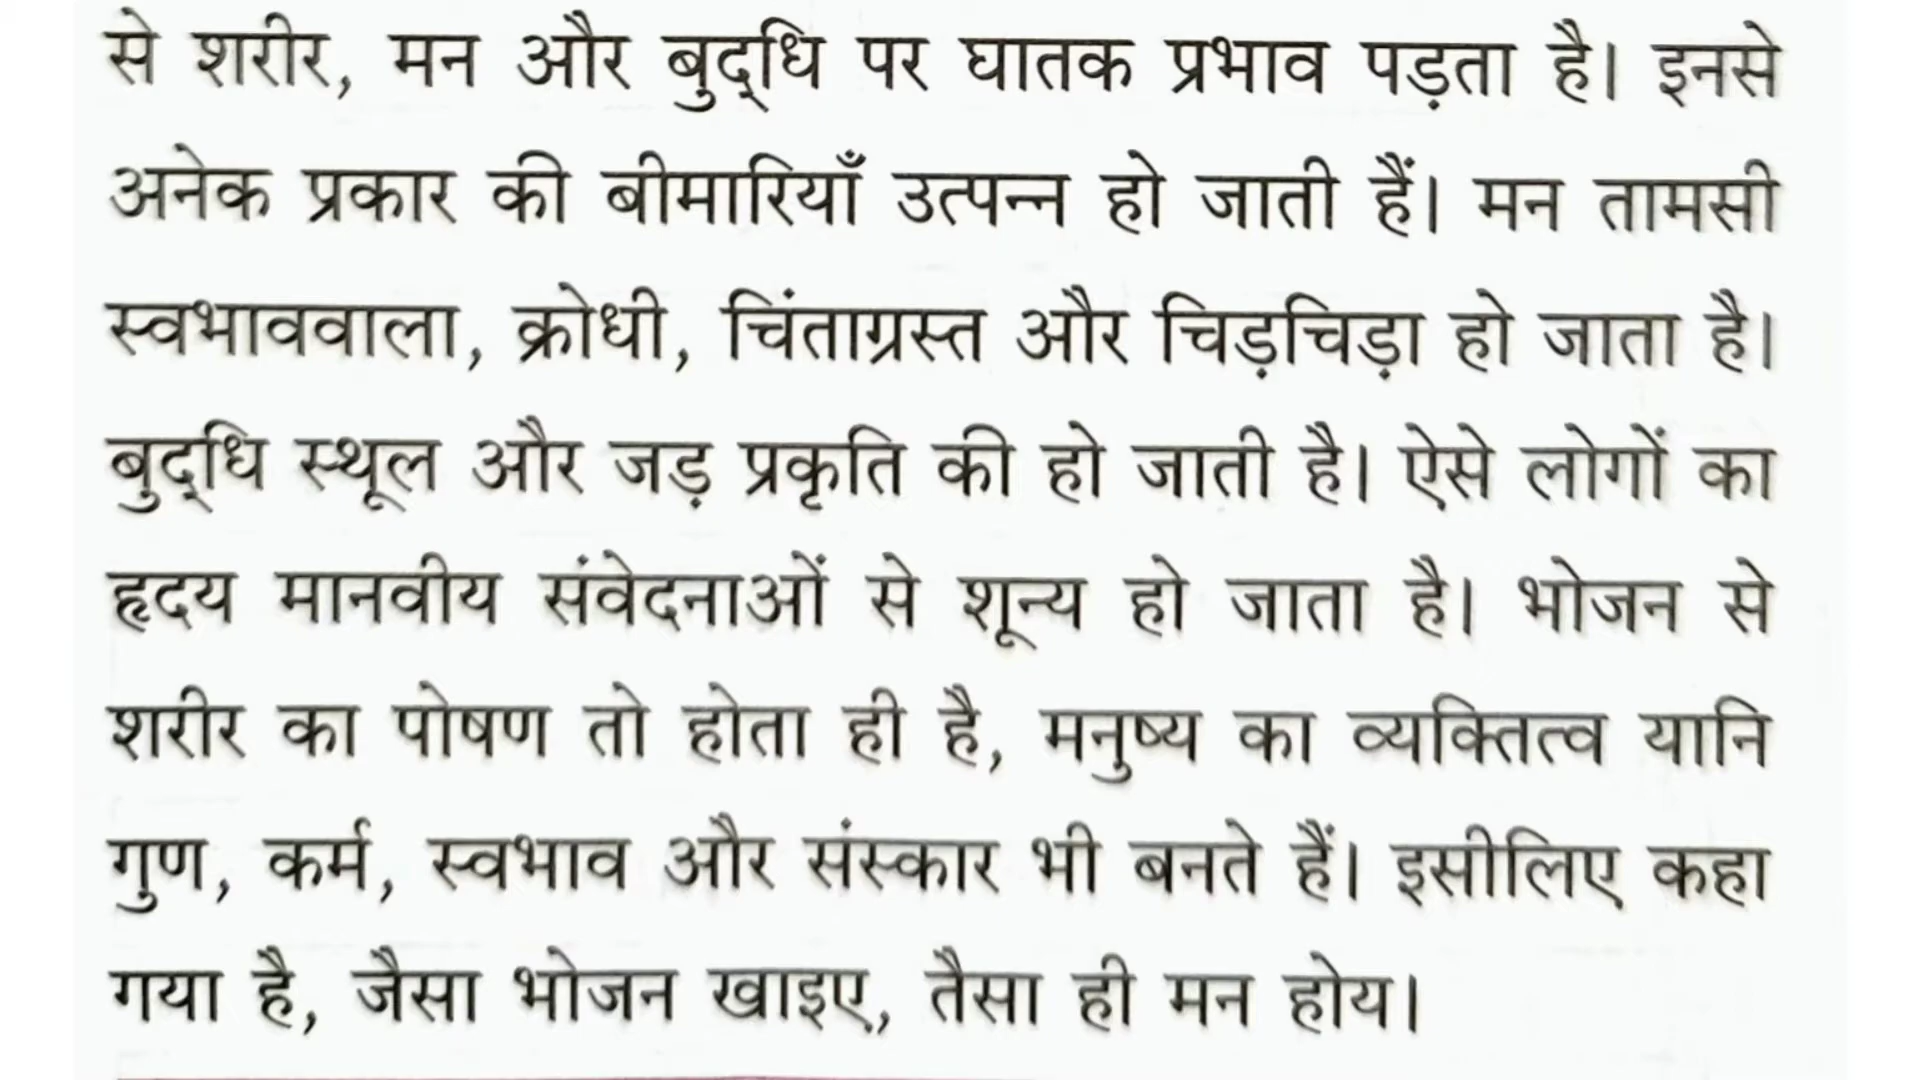 से शरीर, मन और बुद्‌धि पर घातक प्रभाव पड़ता है। इनसे
अनेक प्रकार की बीमारियाँ उत्पन्न हो जाती हैं। मन तामसी
स्वभाववाला, क्रोधी, चिंताग्रस्त और चिड़चिड़ा हो जाता है।
बुद्‌धि स्थूल और जड़ प्रकृति की हो जाती है। ऐसे लोगों का
हृदय मानवीय संवेदनाओं से शून्य हो जाता है। भोजन से
शरीर का पोषण तो होता ही है, मनुष्य का व्यक्तित्व यानि
गुण, कर्म, स्वभाव और संस्कार भी बनते हैं। इसीलिए कहा
गया है, जैसा भोजन खाइए, तैसा ही मन होय।